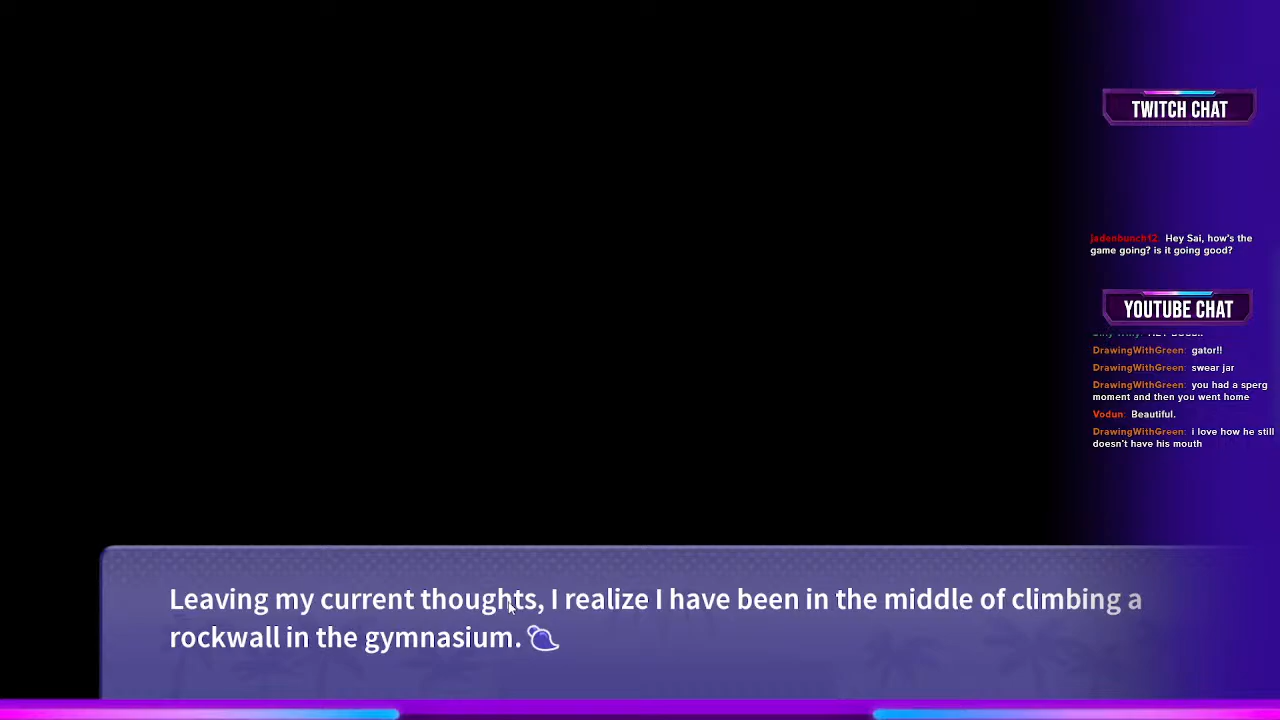 TWITCH CHAT
Jadenbunch12: Hey Sai, how's the
game going? is it going good?
YOUTUBE CHAT
DrawingWithGreen: gator!!
DrawingWithGreen: swear jar
DrawingWithGreen: you had a sperg
moment and then you went home
Vodun: Beautiful.
DrawingWithGreen: i love how he still
doesn't have his mouth
Leaving my current thoughts, I realize I have been in the middle of climbing a
rockwall in the gymnasium.